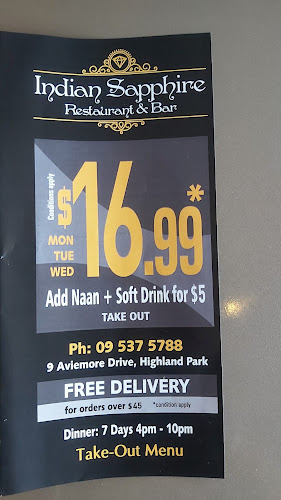 Indian Sapphire
Restaurant & Bar
Conditions apply
$16.99*
MON
TUE
WED
Add Naan + Soft Drink for $5
TAKE OUT
Ph: 09 537 5788
9 Aviemore Drive, Highland Park
FREE DELIVERY
for orders over $45 *condition apply
Dinner: 7 Days 4pm - 10pm
Take-Out Menu